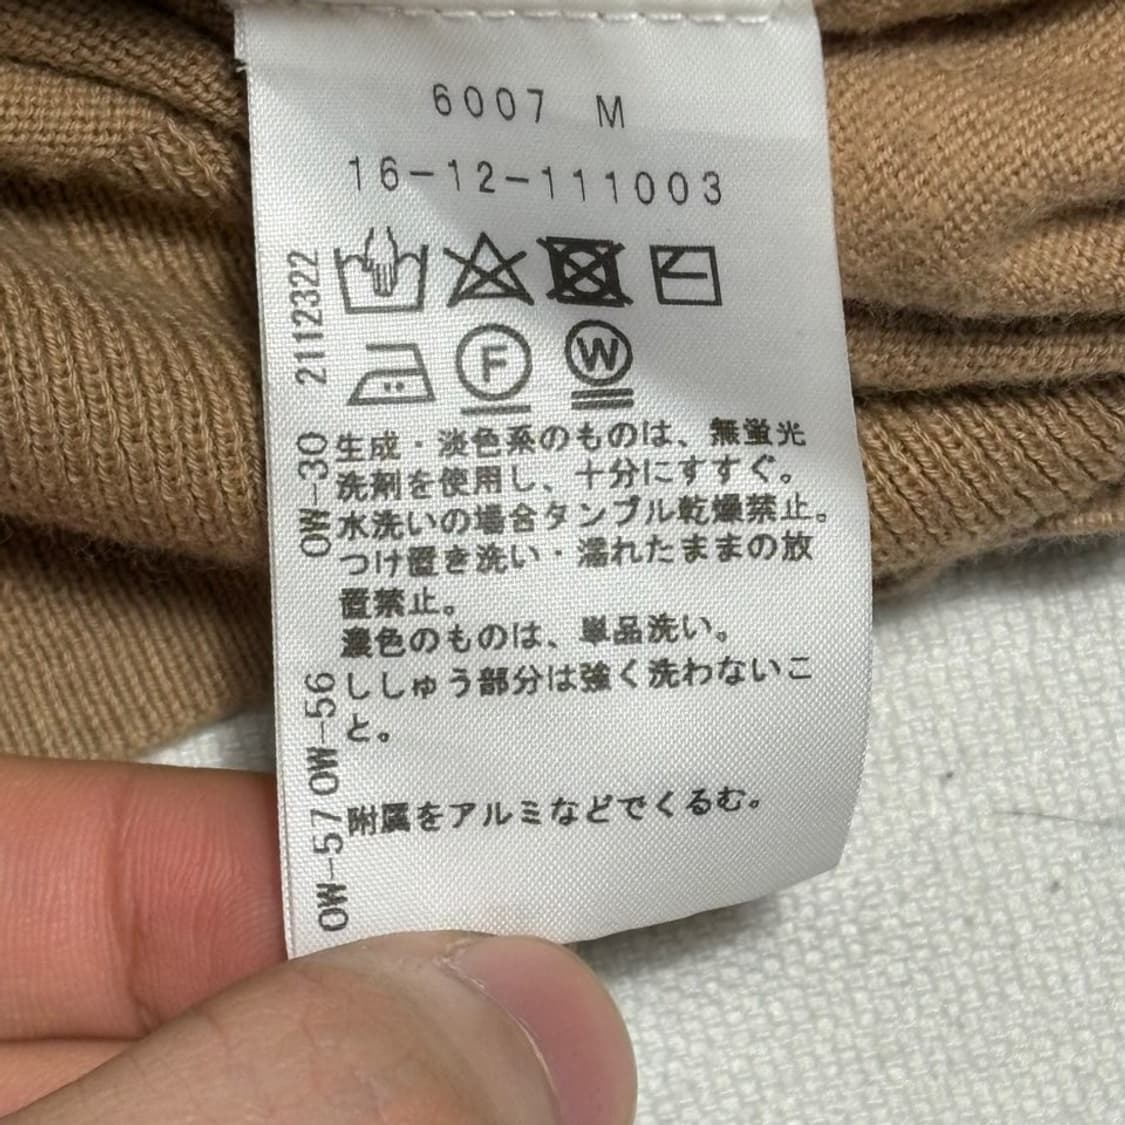 6007 M
16-12-111003
F W
生成・淡色系のものは、無蛍光
洗剤を使用し、十分にすすぐ。
水洗いの場合タンブル乾燥禁止。
つけ置き洗い・濡れたままの放
置禁止。
濃色のものは、単品洗い。
ししゅう部分は強く洗わないこ
と。
附属をアルミなどでくるむ。
OW-57 OW-56 OW-30 2112322